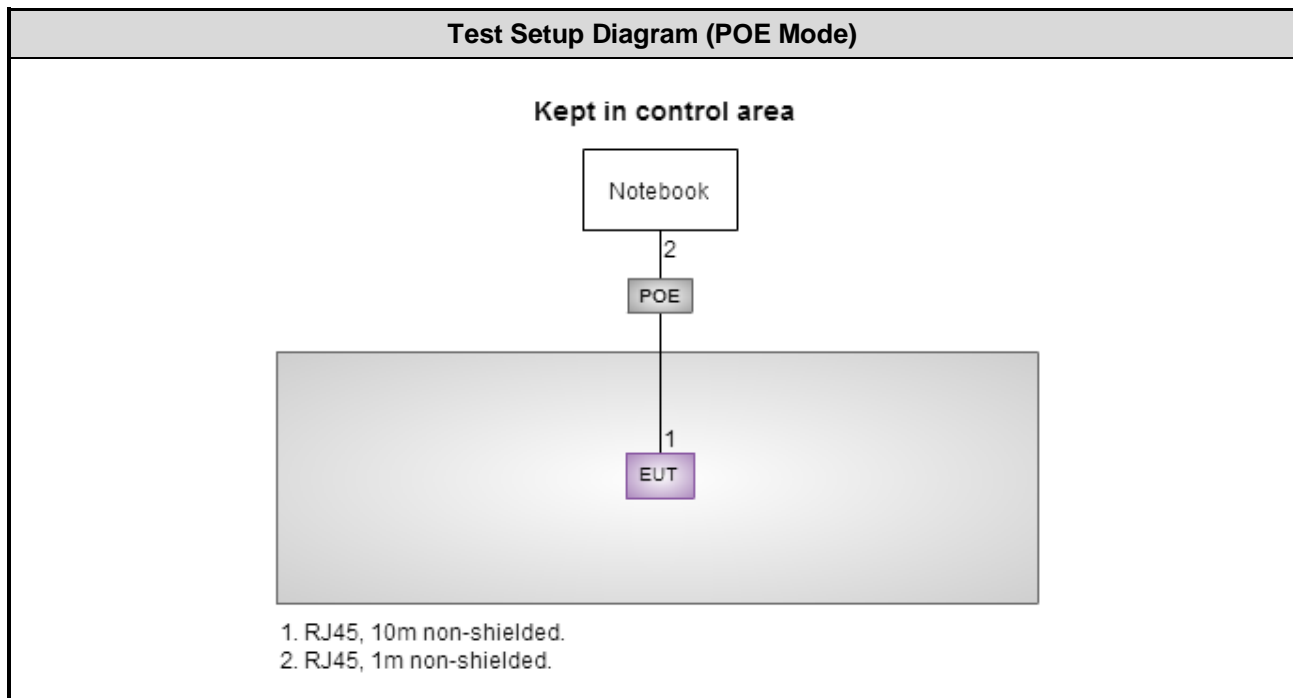 Test Setup Diagram (POE Mode)
Kept in control area
Notebook
2
POE
1
EUT
1. RJ45, 10m non-shielded.
2. RJ45, 1m non-shielded.